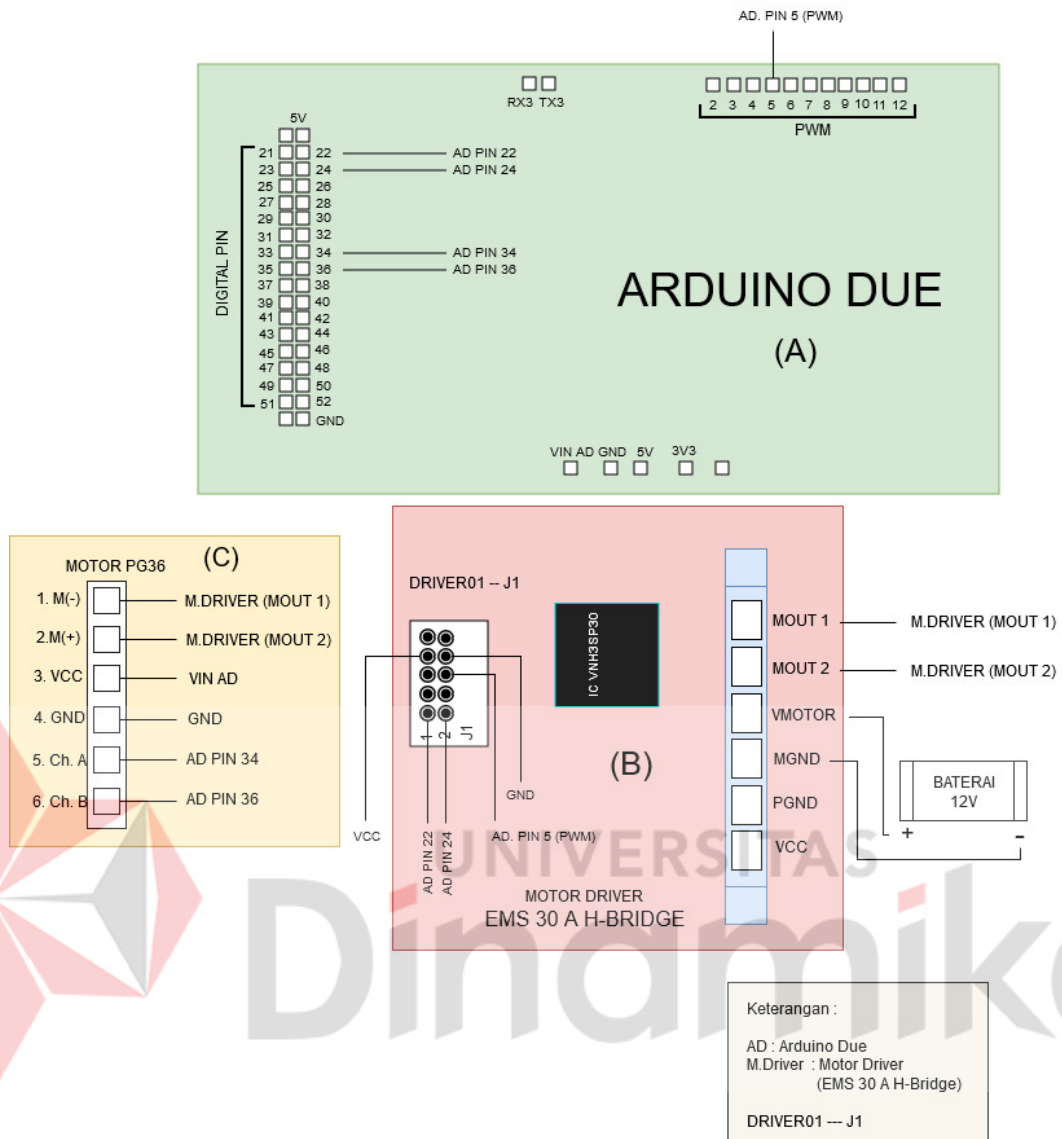 AD. PIN 5 (PWM)
RX3 TX3
2 3 4 5 6 7 8 9 10 11 12
PWM
5V
21 22 AD PIN 22
23 24 AD PIN 24
25 26
27 28
29 30
31 32
33 34 AD PIN 34
35 36 AD PIN 36
37 38
39 40
41 42
43 44
45 46
47 48
49 50
51 52
GND
DIGITAL PIN
ARDUINO DUE
(A)
VIN AD GND 5V 3V3
(C)
MOTOR PG36
1. M(-) M.DRIVER (MOUT 1)
2.M(+) M.DRIVER (MOUT 2)
3. VCC VIN AD
4. GND GND
5. Ch. A AD PIN 34
6. Ch. B AD PIN 36
DRIVER01 -- J1
IC VNH3SP30
1 2 J1
(B)
VCC
AD PIN 22
AD PIN 24
GND
AD. PIN 5 (PWM)
MOUT 1 M.DRIVER (MOUT 1)
MOUT 2 M.DRIVER (MOUT 2)
VMOTOR
MGND
PGND
VCC
BATERAI
12V
+ -
MOTOR DRIVER
EMS 30 A H-BRIDGE
UNIVERSITAS
Dinamika
Keterangan :
AD : Arduino Due
M.Driver : Motor Driver
(EMS 30 A H-Bridge)
DRIVER01 --- J1